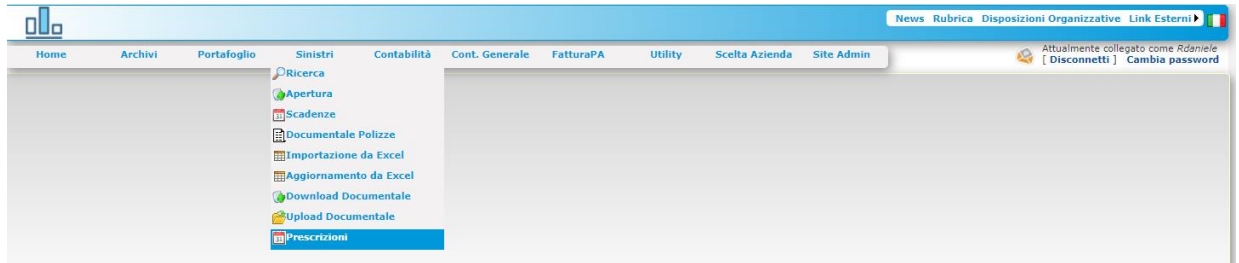 News Rubrica Disposizioni Organizzative Link Esterni
Home Archivi Portafoglio Sinistri Contabilità Cont. Generale FatturaPA Utility Scelta Azienda Site Admin
Attualmente collegato come Rdaniele
[ Disconnetti ] Cambia password
Ricerca
Apertura
Scadenze
Documentale Polizze
Importazione da Excel
Aggiornamento da Excel
Download Documentale
Upload Documentale
Prescrizioni